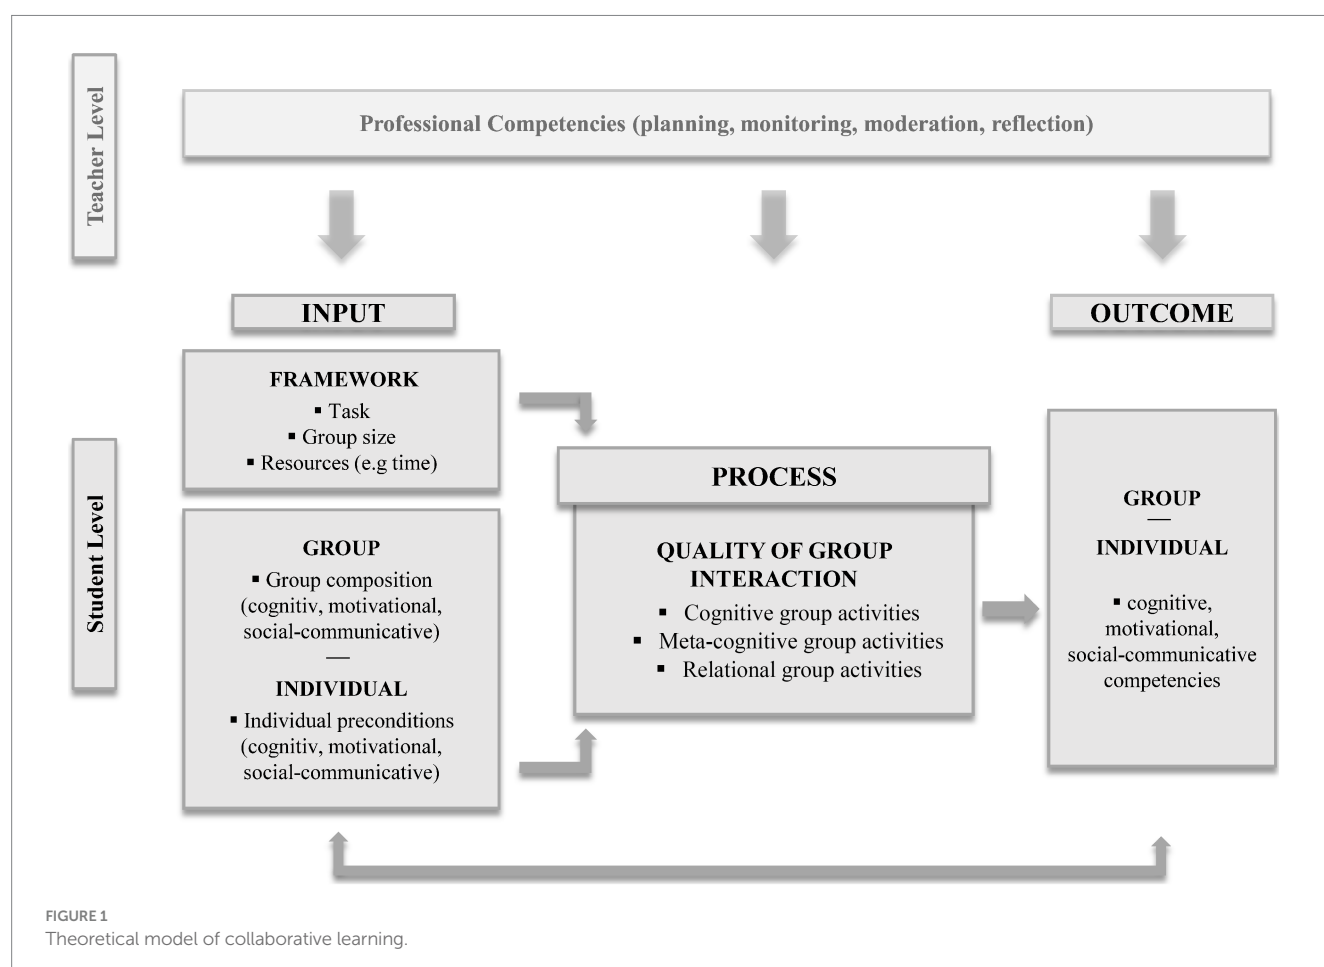 Teacher Level
Professional Competencies (planning, monitoring, moderation, reflection)
INPUT
OUTCOME
Student Level
FRAMEWORK
▪ Task
▪ Group size
▪ Resources (e.g time)
GROUP
▪ Group composition
(cognitiv, motivational,
social-communicative)
—
INDIVIDUAL
▪ Individual preconditions
(cognitiv, motivational,
social-communicative)
PROCESS
QUALITY OF GROUP
INTERACTION
▪ Cognitive group activities
▪ Meta-cognitive group activities
▪ Relational group activities
GROUP
—
INDIVIDUAL
▪ cognitive,
motivational,
social-communicative
competencies
FIGURE 1
Theoretical model of collaborative learning.